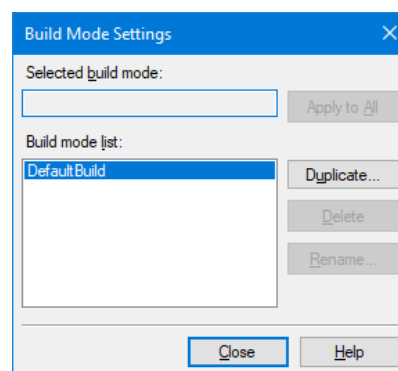 Build Mode Settings
Selected build mode:
Apply to All
Build mode list:
DefaultBuild
Duplicate...
Delete
Rename...
Close
Help